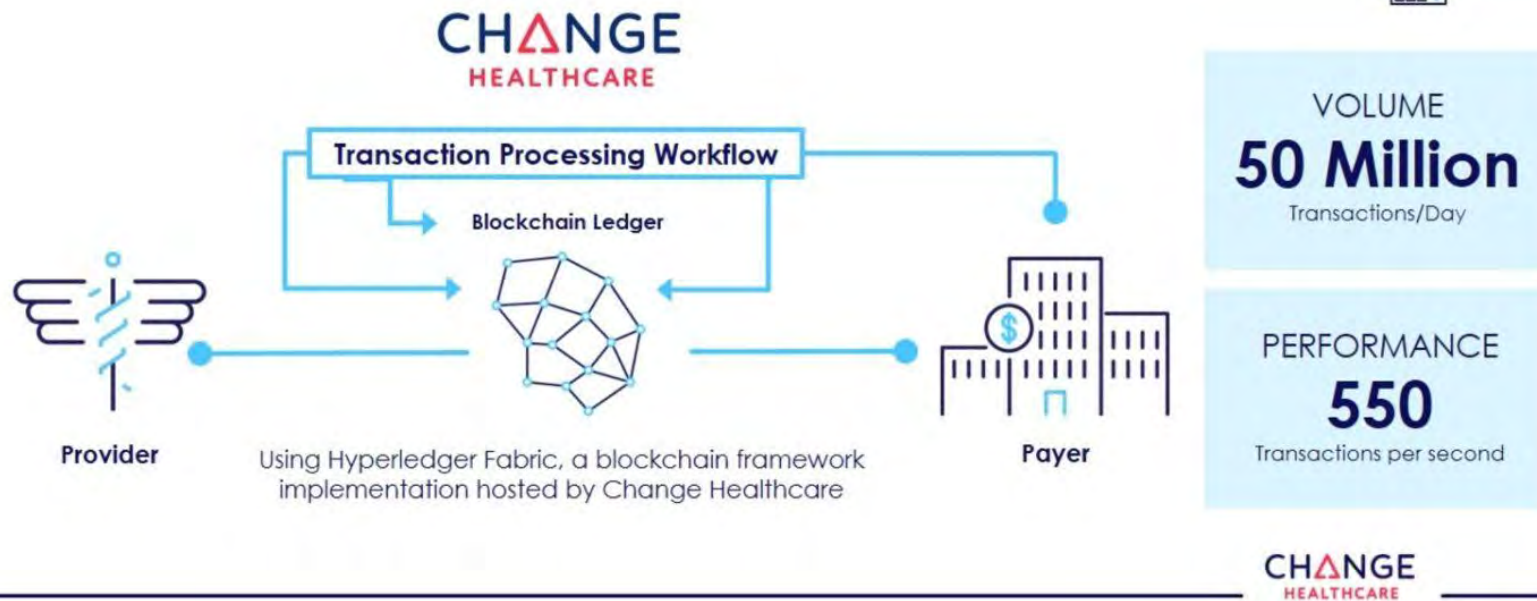 CHANGE
HEALTHCARE
Transaction Processing Workflow
Blockchain Ledger
$
Provider
Using Hyperledger Fabric, a blockchain framework
implementation hosted by Change Healthcare
Payer
VOLUME
50 Million
Transactions/Day
PERFORMANCE
550
Transactions per second
CHANGE
HEALTHCARE